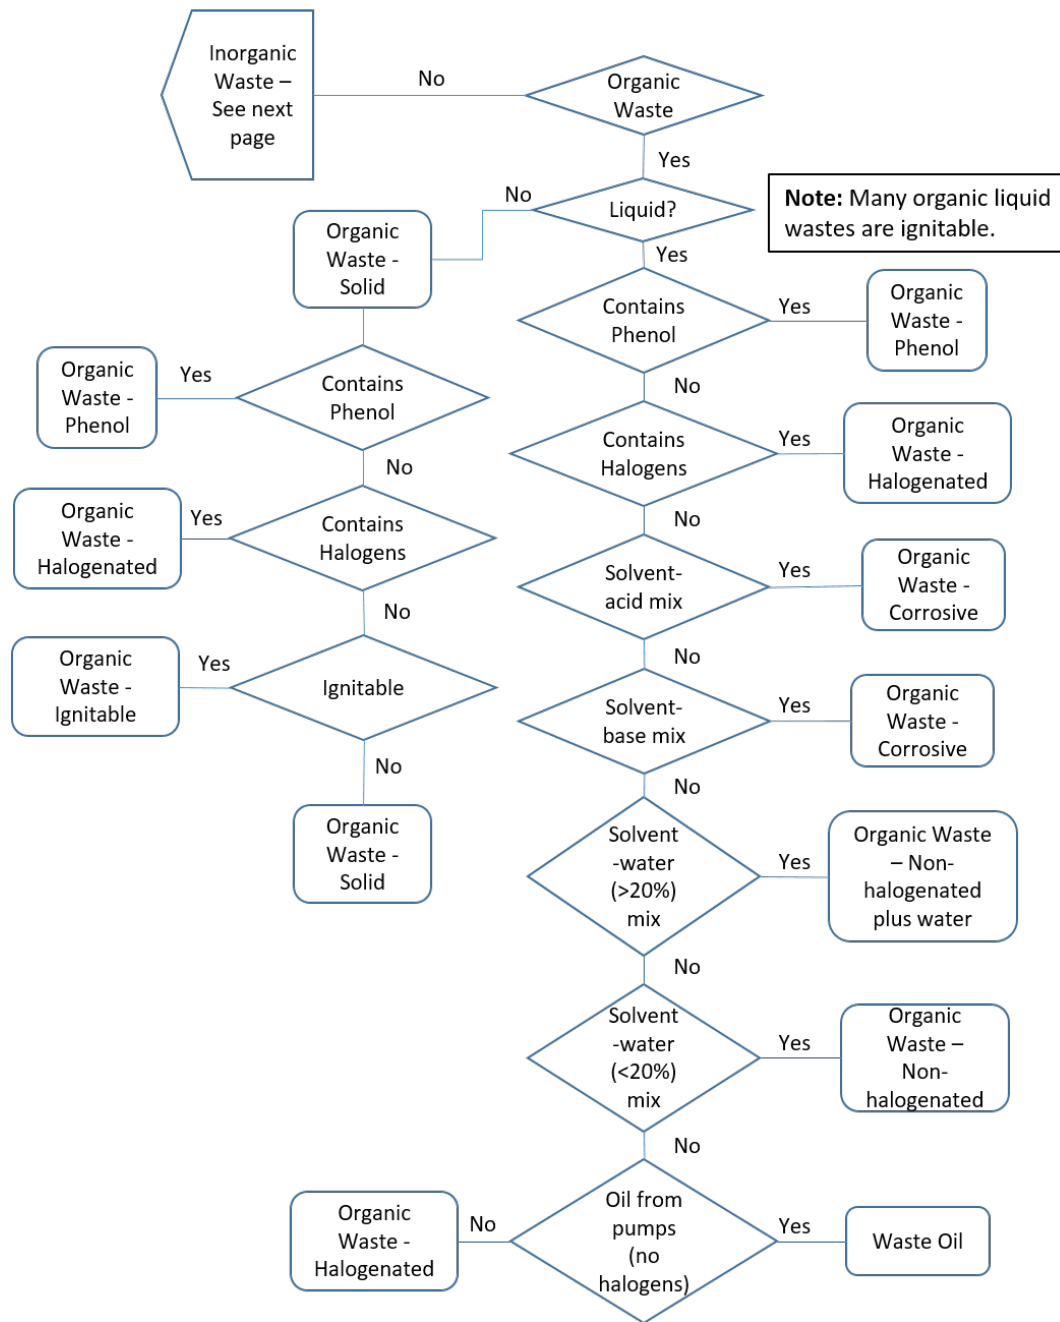 Inorganic
Waste –
See next
page
No
Organic
Waste
Yes
No
Liquid?
Note: Many organic liquid
wastes are ignitable.
Organic
Waste -
Solid
Yes
Contains
Phenol
Yes
Organic
Waste -
Phenol
Organic
Waste -
Phenol
Yes
Contains
Phenol
No
Contains
Halogens
Yes
Organic
Waste -
Halogenated
No
Organic
Waste -
Halogenated
Yes
Contains
Halogens
No
Solvent-
acid mix
Yes
Organic
Waste -
Corrosive
No
Organic
Waste -
Ignitable
Yes
Ignitable
No
Solvent-
base mix
Yes
Organic
Waste -
Corrosive
No
Organic
Waste -
Solid
No
Solvent
-water
(>20%)
mix
Yes
Organic Waste
– Non-
halogenated
plus water
No
Solvent
-water
(<20%)
mix
Yes
Organic
Waste –
Non-
halogenated
No
Organic
Waste -
Halogenated
No
Oil from
pumps
(no
halogens)
Yes
Waste Oil